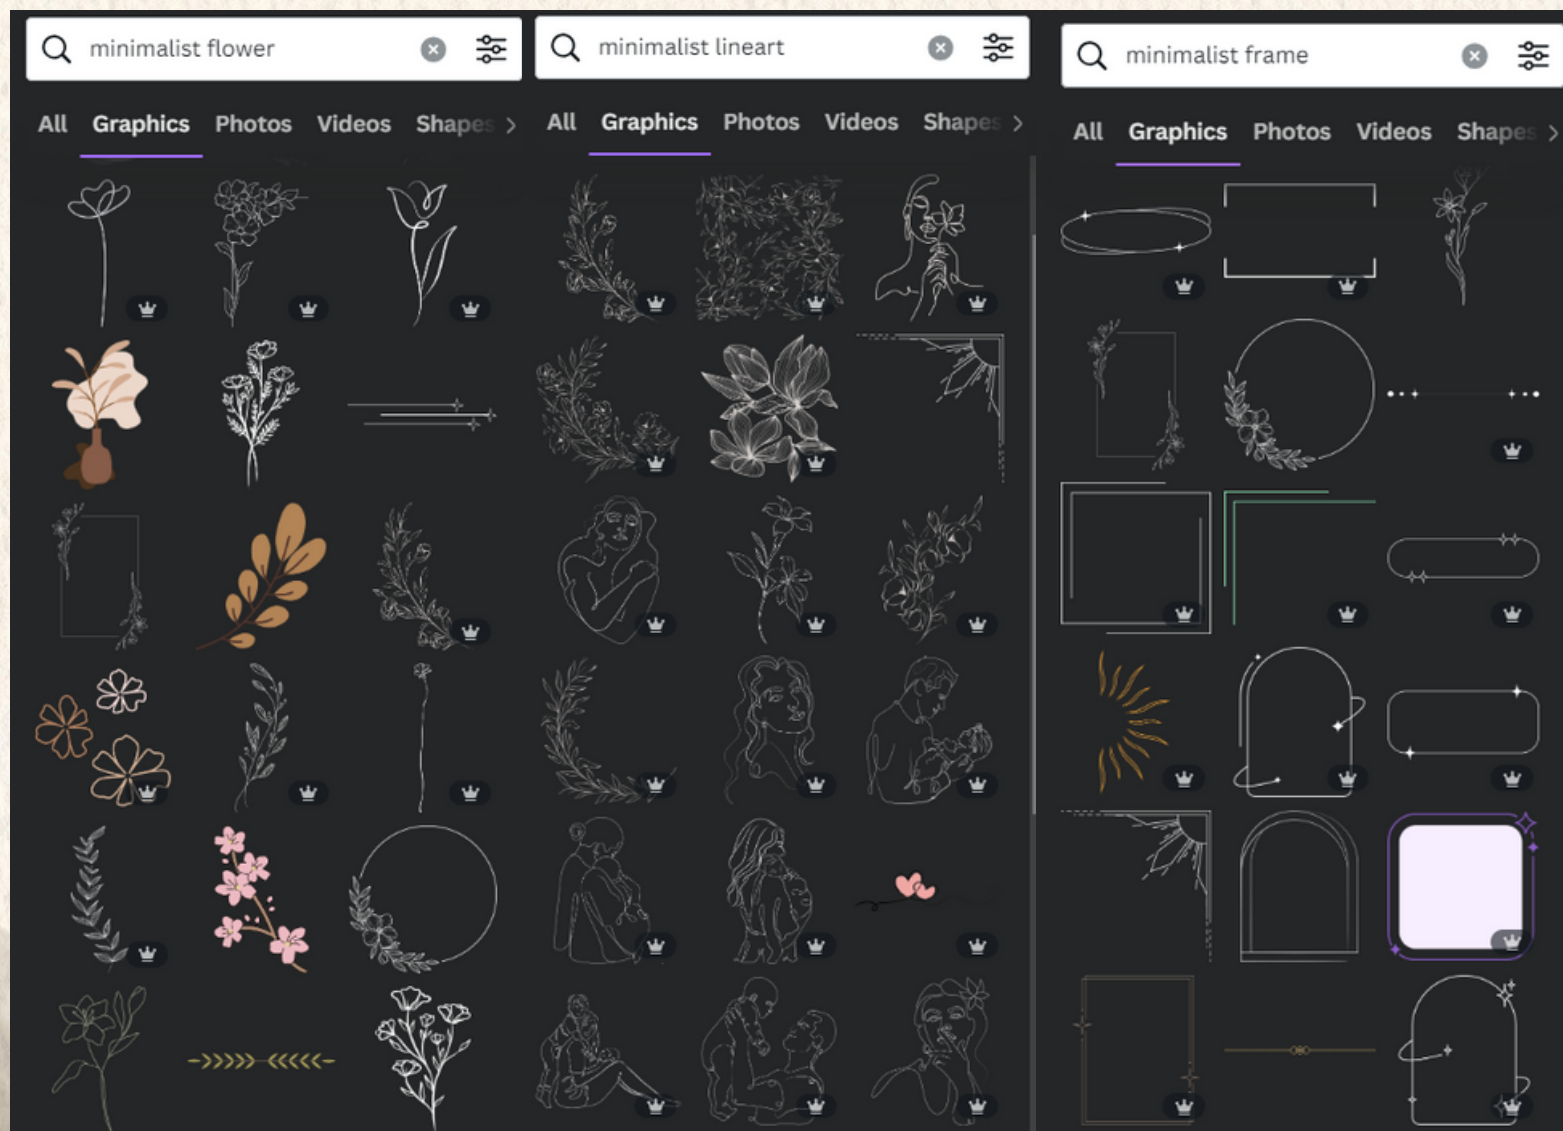 minimalist flower
All Graphics Photos Videos Shapes
minimalist lineart
All Graphics Photos Videos Shapes
minimalist frame
All Graphics Photos Videos Shapes